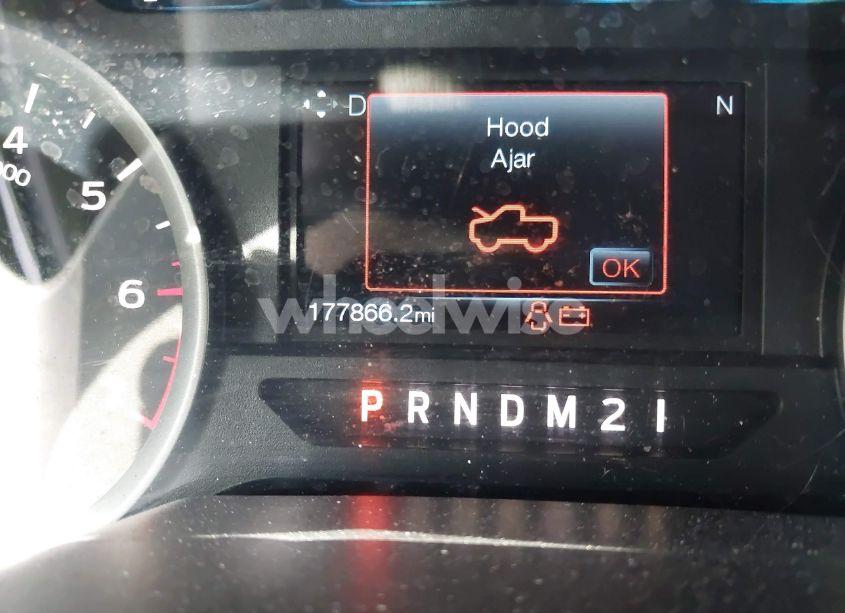 D
N
Hood
Ajar
OK
177866.2mi
wheelwise
P R N D M 2 1
4
5
6